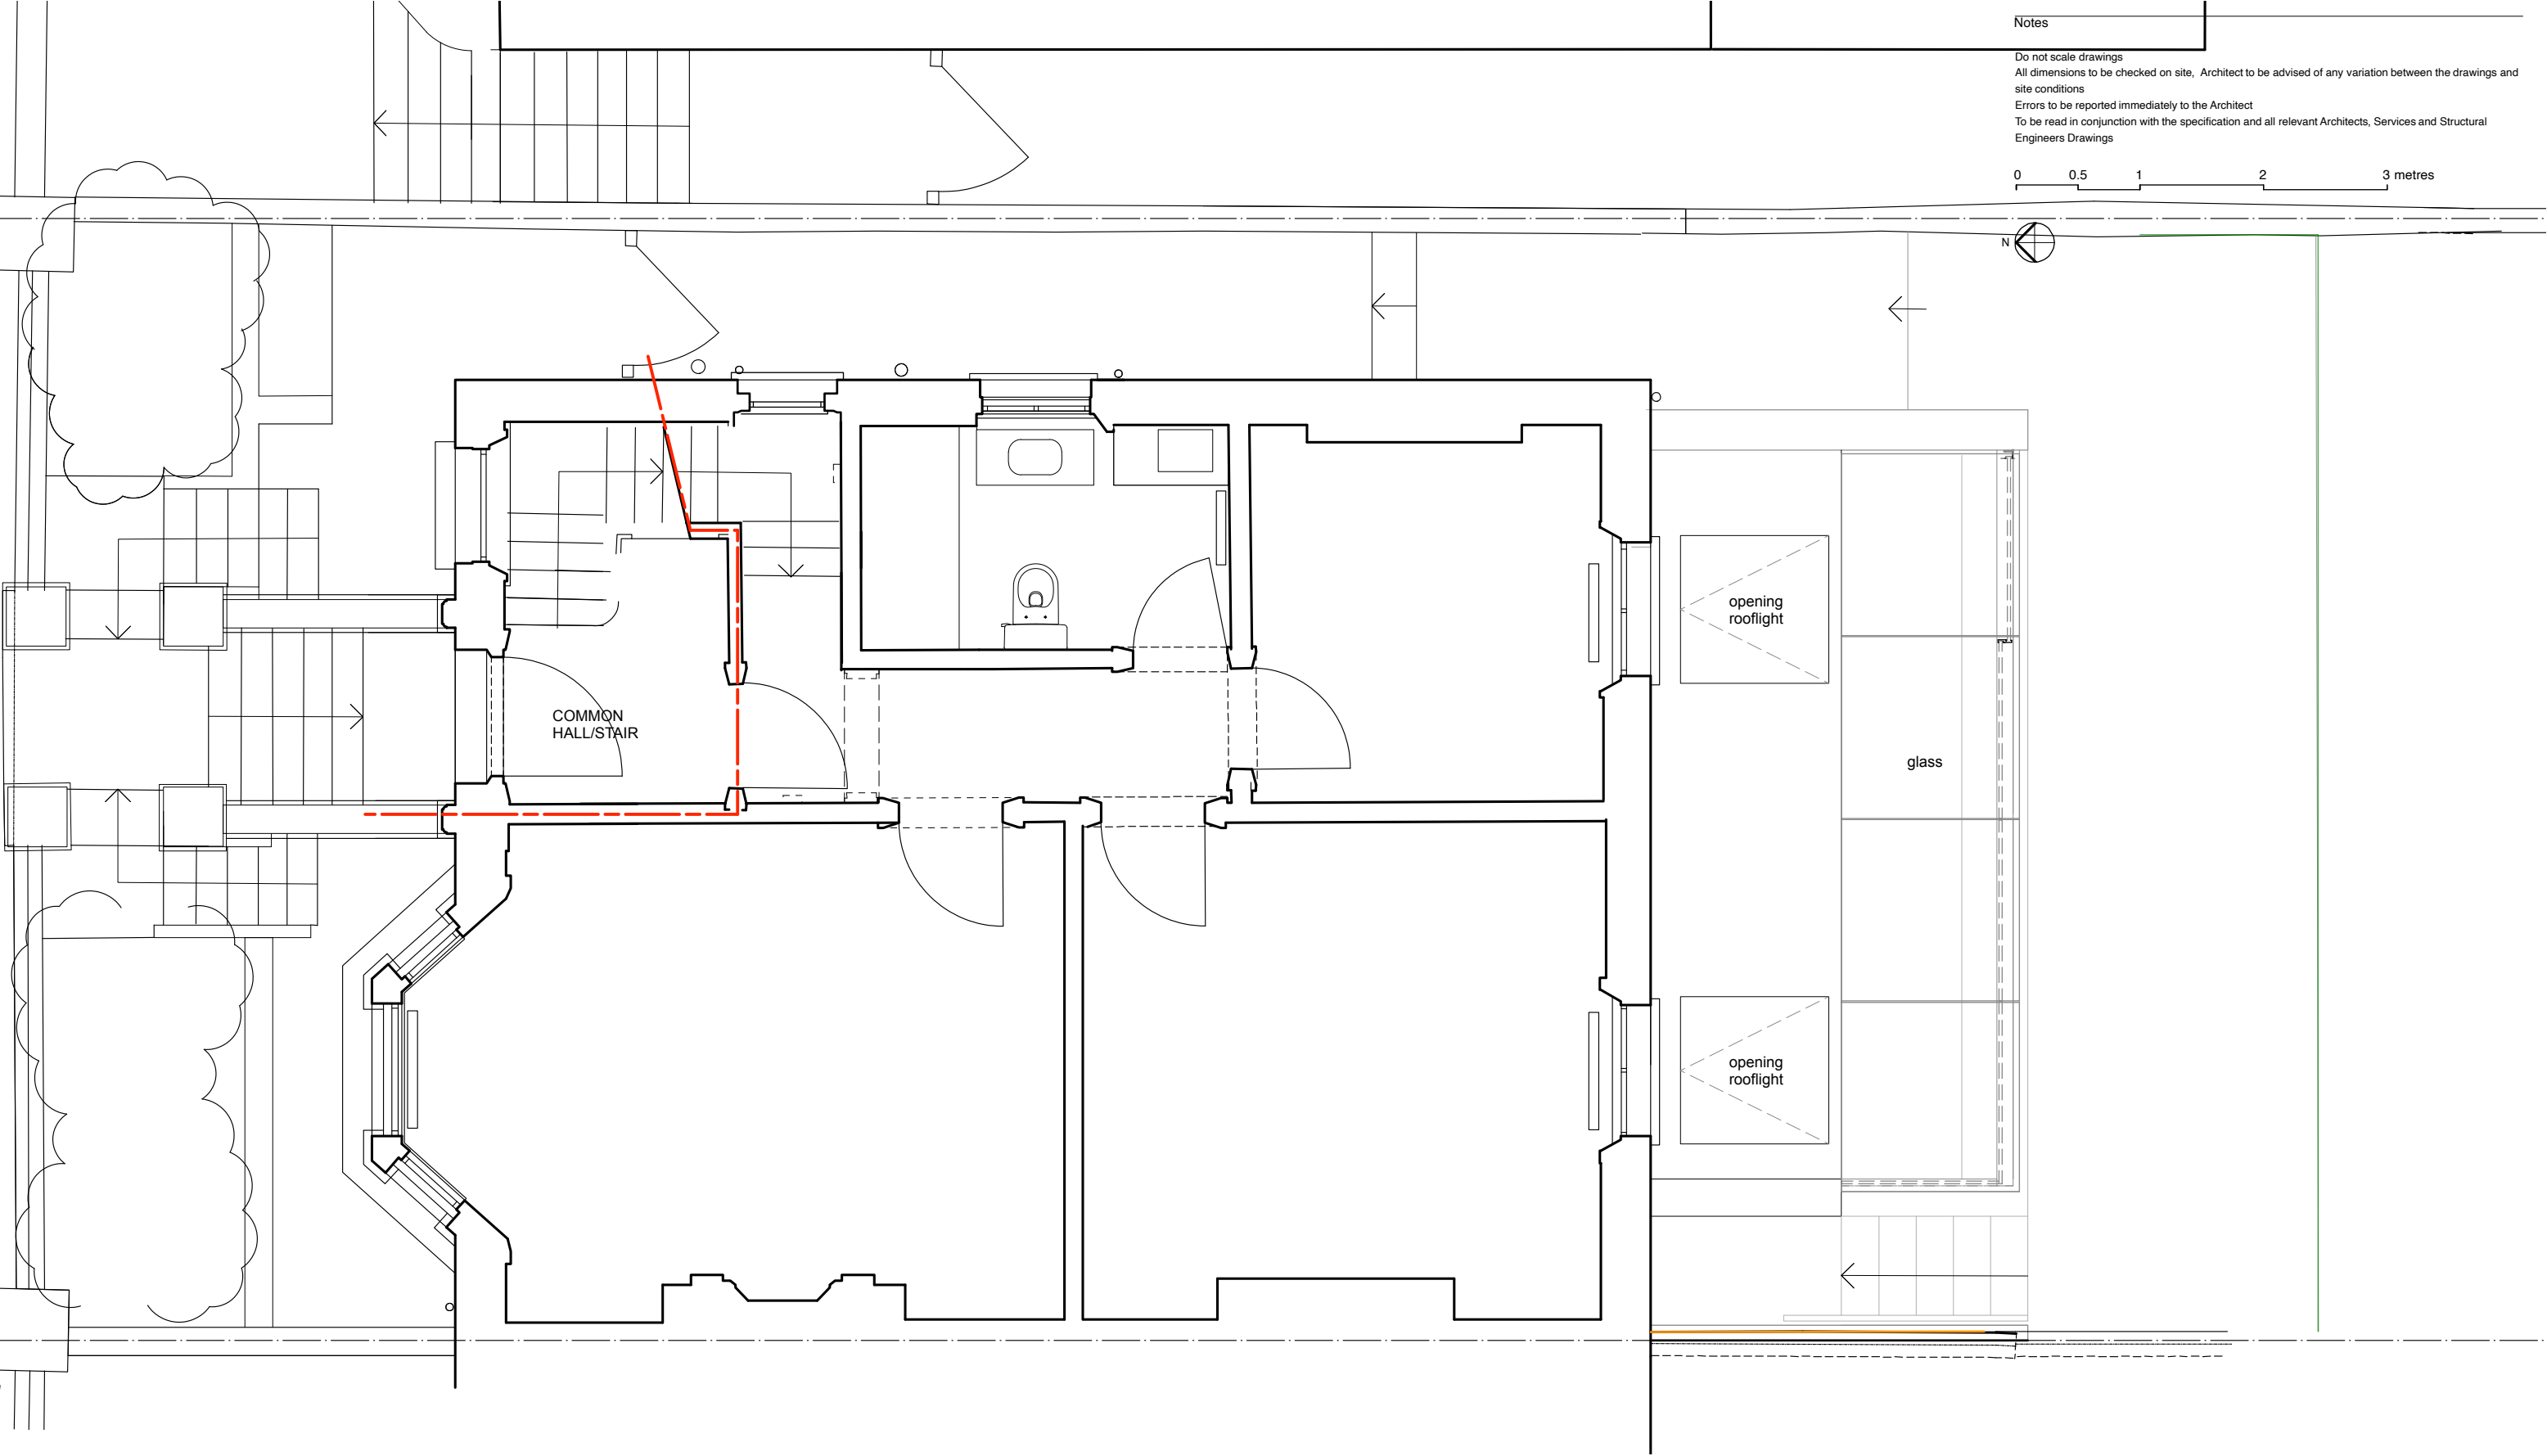 Notes
Do not scale drawings
All dimensions to be checked on site, Architect to be advised of any variation between the drawings and
site conditions
Errors to be reported immediately to the Architect
To be read in conjunction with the specification and all relevant Architects, Services and Structural
Engineers Drawings
0 0.5 1 2 3 metres
N
opening
rooflight
COMMON
HALL/STAIR
glass
opening
rooflight